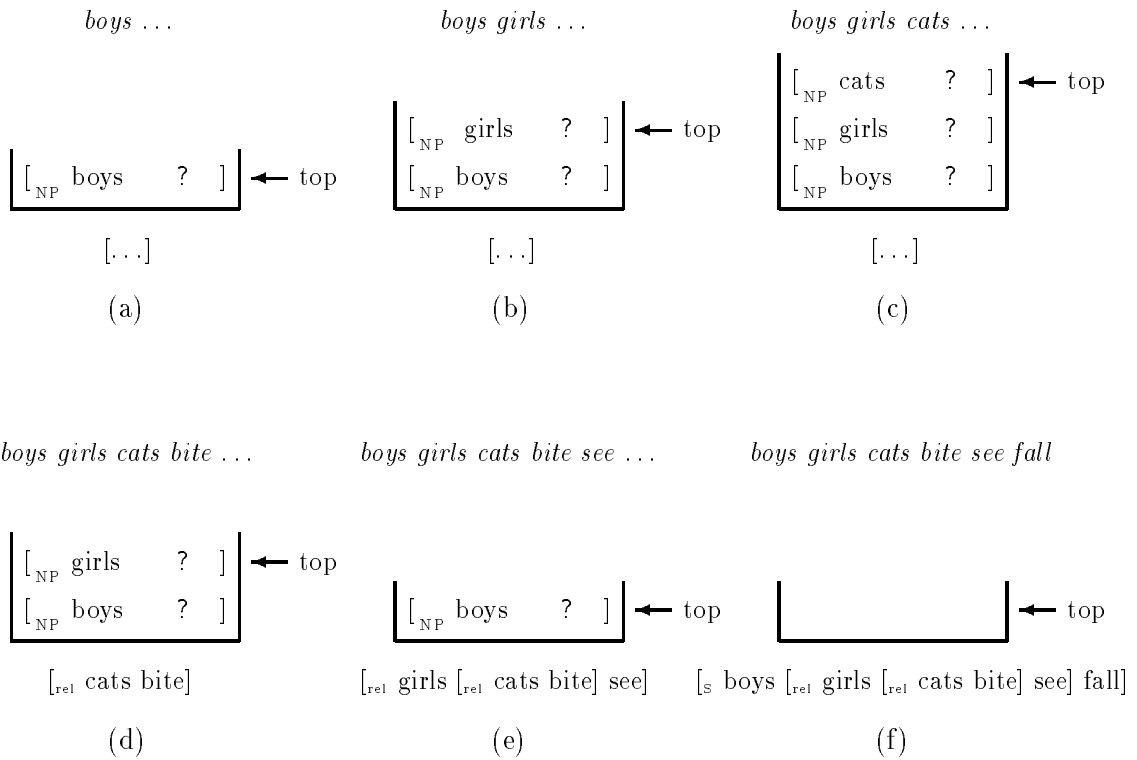 boys ...
boys girls ...
boys girls cats ...
[NP cats ? ] top
[NP girls ? ] top
[NP girls ? ]
[NP boys ? ] top
[NP boys ? ]
[NP boys ? ]
[...]
[...]
[...]
(a)
(b)
(c)
boys girls cats bite ...
boys girls cats bite see ...
boys girls cats bite see fall
[NP girls ? ] top
[NP boys ? ]
[NP boys ? ] top
top
[rel cats bite]
[rel girls [rel cats bite] see]
[S boys [rel girls [rel cats bite] see] fall]
(d)
(e)
(f)